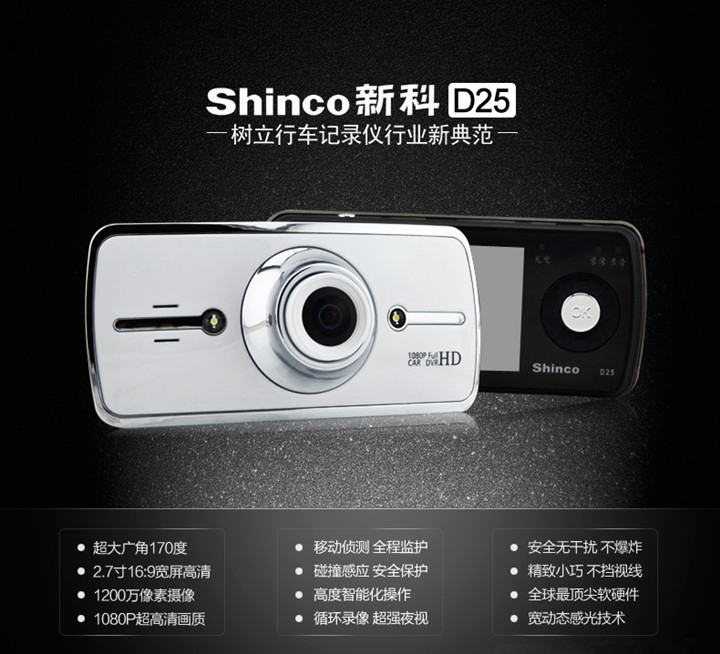 Shinco新科 D25
树立行车记录仪行业新典范
充电 录像 录音
OK
1080P Full HD
CAR DVR
Shinco D25
超大广角170度
2.7寸16:9宽屏高清
1200万像素摄像
1080P超高清画质
移动侦测 全程监护
碰撞感应 安全保护
高度智能化操作
循环录像 超强夜视
安全无干扰 不爆炸
精致小巧 不挡视线
全球最顶尖软硬件
宽动态感光技术